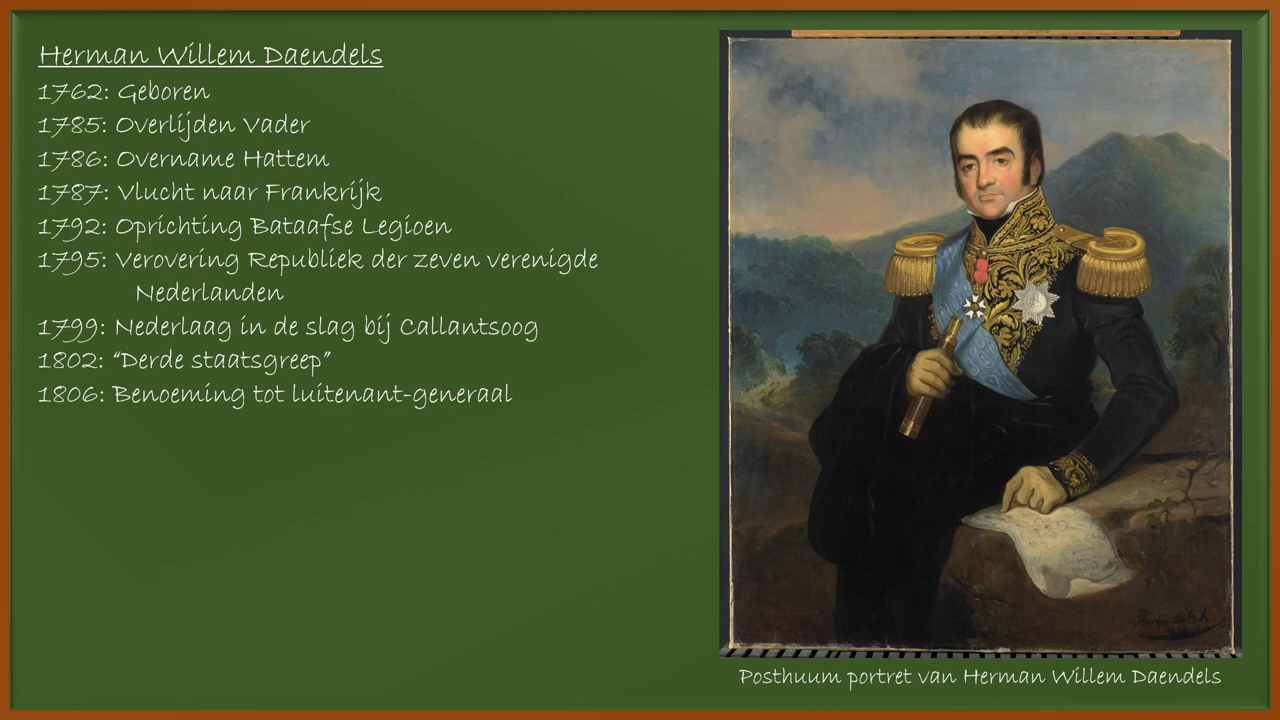 Herman Willem Daendels
1762: Geboren
1785: Overlijden Vader
1786: Overname Hattem
1787: Vlucht naar Frankrijk
1792: Oprichting Bataafse Legioen
1795: Verovering Republiek der zeven verenigde
Nederlanden
1799: Nederlaag in de slag bij Callantsoog
1802: “Derde staatsgreep”
1806: Benoeming tot luitenant-generaal
Posthuum portret van Herman Willem Daendels